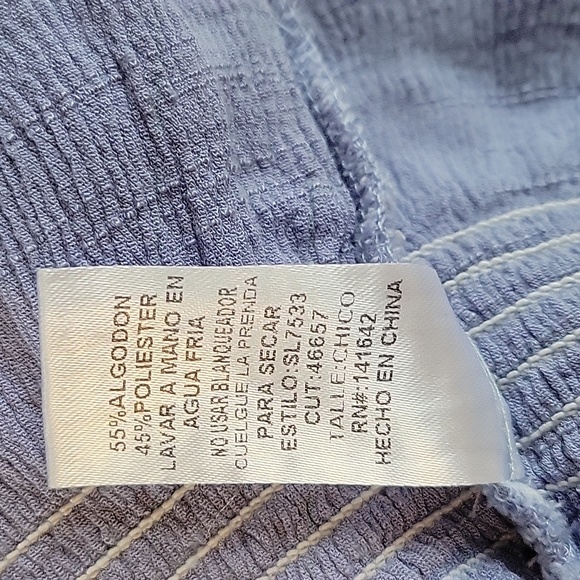 55%ALGODON
45%POLIESTER
LAVAR A MANO EN
AGUA FRIA
NO USAR BLANQUEADOR
CUELGUE LA PRENDA
PARA SECAR
ESTILO:SL7533
CUT:46657
TALLE:CHICO
RN#:141642
HECHO EN CHINA